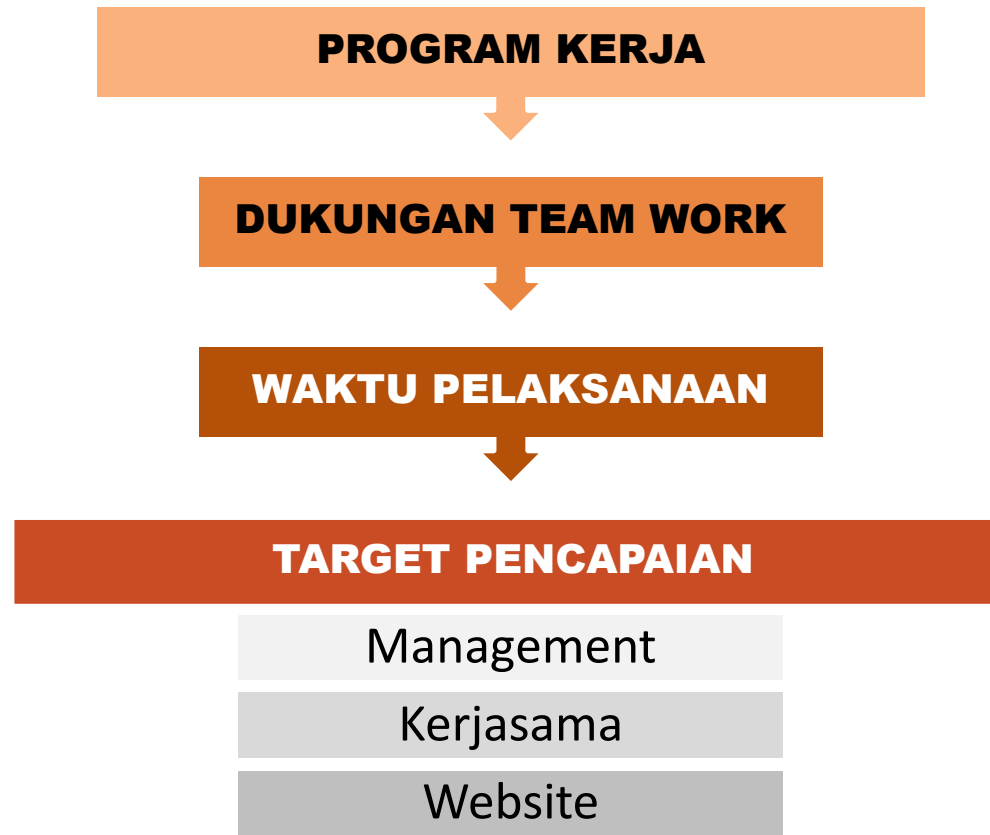 PROGRAM KERJA
DUKUNGAN TEAM WORK
WAKTU PELAKSANAAN
TARGET PENCAPAIAN
Management
Kerjasama
Website